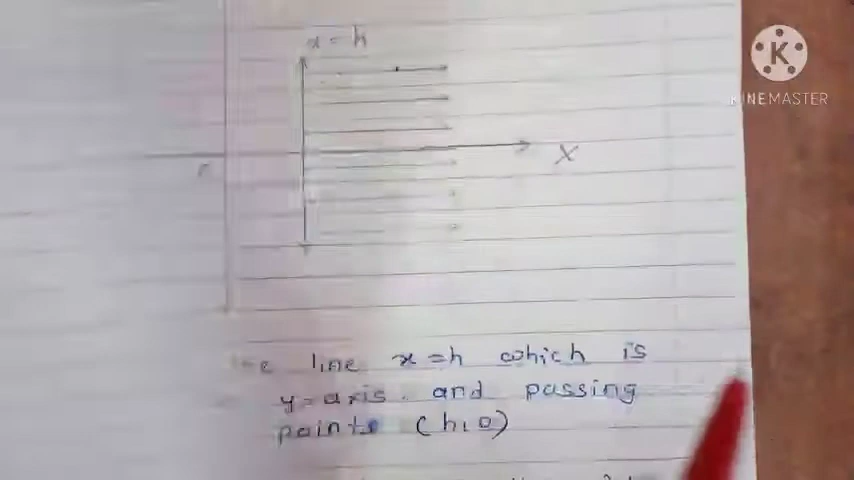 x = h
X
KINEMASTER
line x = h which is
y = axis. and passing
points (h,0)